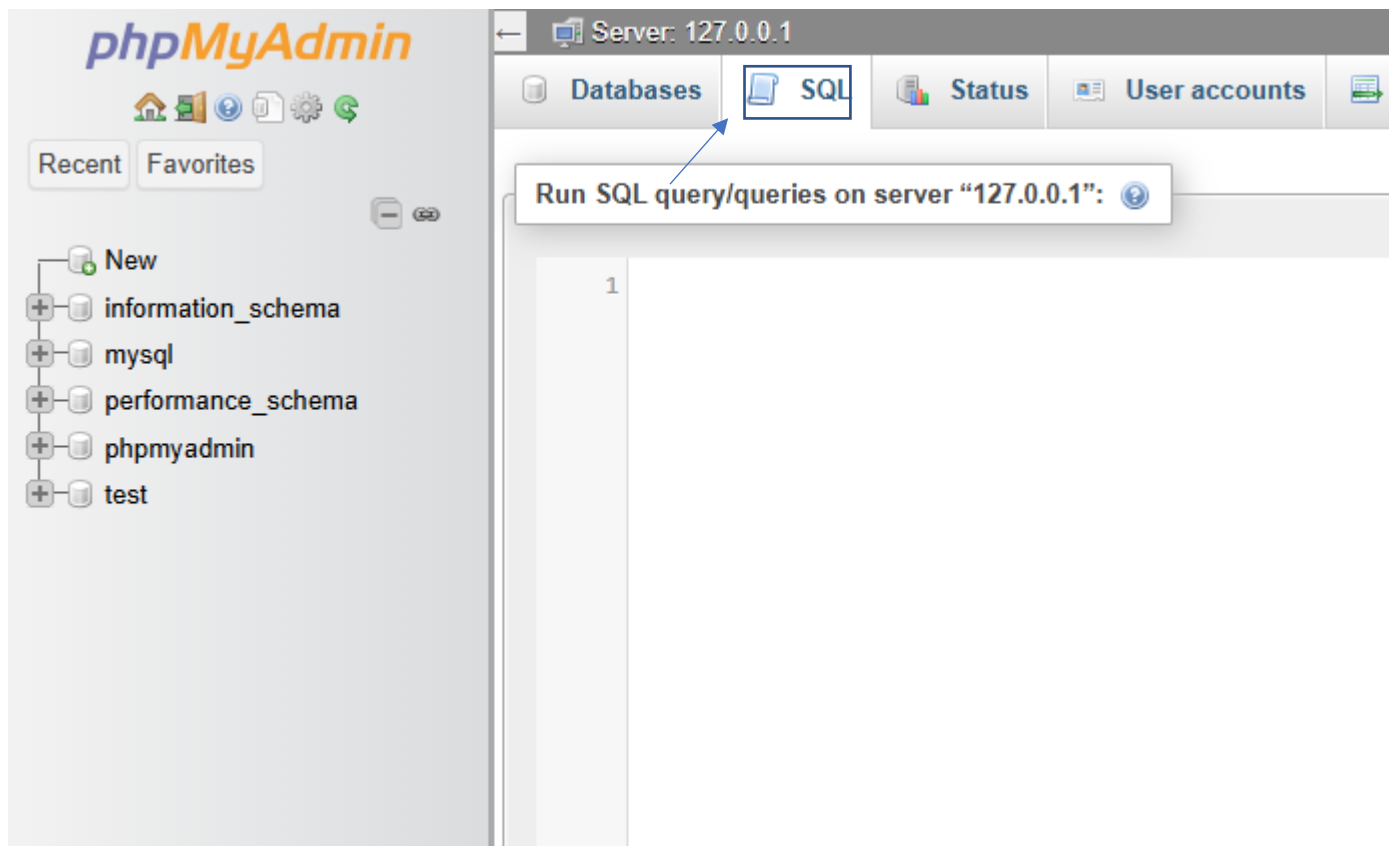 phpMyAdmin
Recent Favorites
New
information_schema
mysql
performance_schema
phpmyadmin
test
← Server: 127.0.0.1
Databases SQL Status User accounts
Run SQL query/queries on server “127.0.0.1”:
1